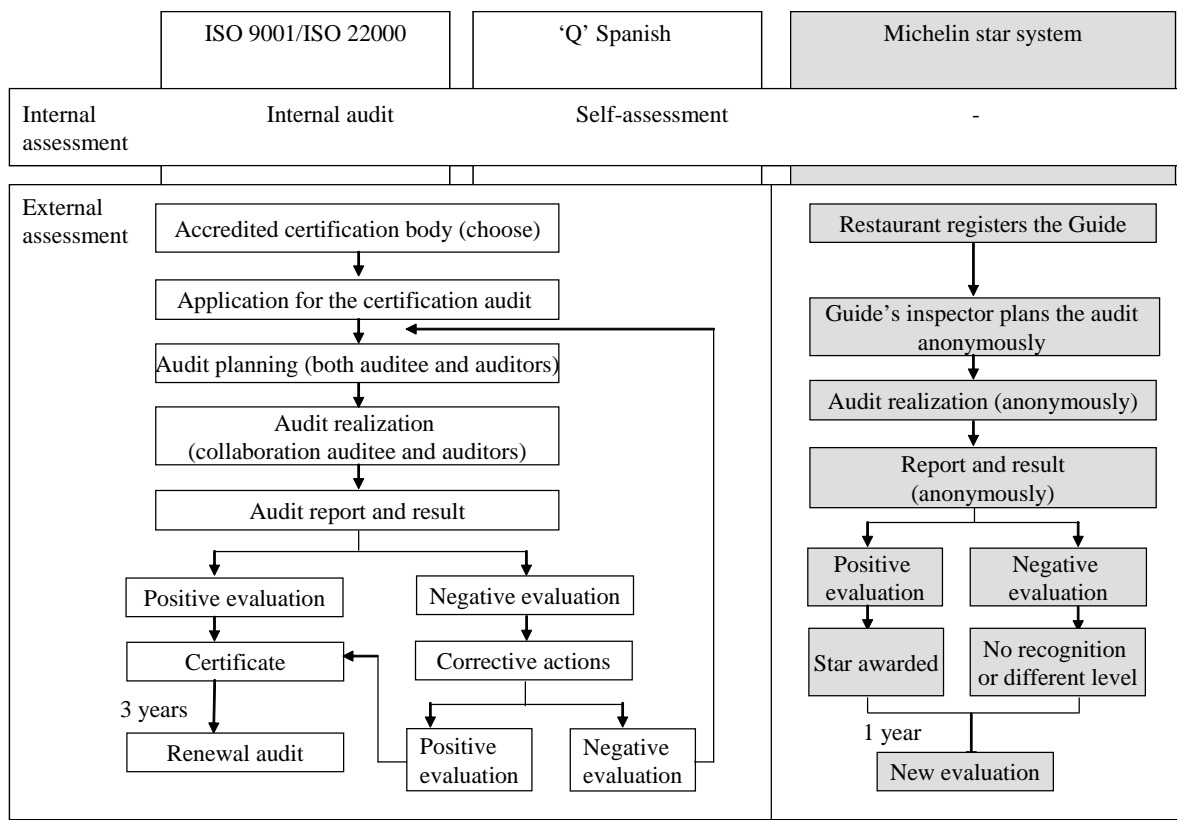 ISO 9001/ISO 22000
‘Q’ Spanish
Michelin star system
Internal
assessment
Internal audit
Self-assessment
-
External
assessment
Accredited certification body (choose)
Application for the certification audit
Audit planning (both auditee and auditors)
Audit realization
(collaboration auditee and auditors)
Audit report and result
Positive evaluation
Negative evaluation
Certificate
Corrective actions
3 years
Renewal audit
Positive
evaluation
Negative
evaluation
Restaurant registers the Guide
Guide’s inspector plans the audit
anonymously
Audit realization (anonymously)
Report and result
(anonymously)
Positive
evaluation
Negative
evaluation
Star awarded
No recognition
or different level
1 year
New evaluation